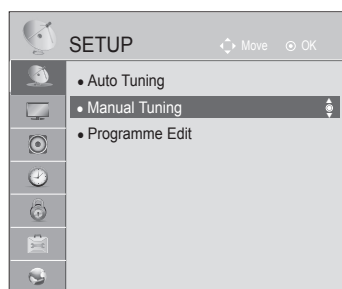 SETUP
Move OK
• Auto Tuning
• Manual Tuning
• Programme Edit